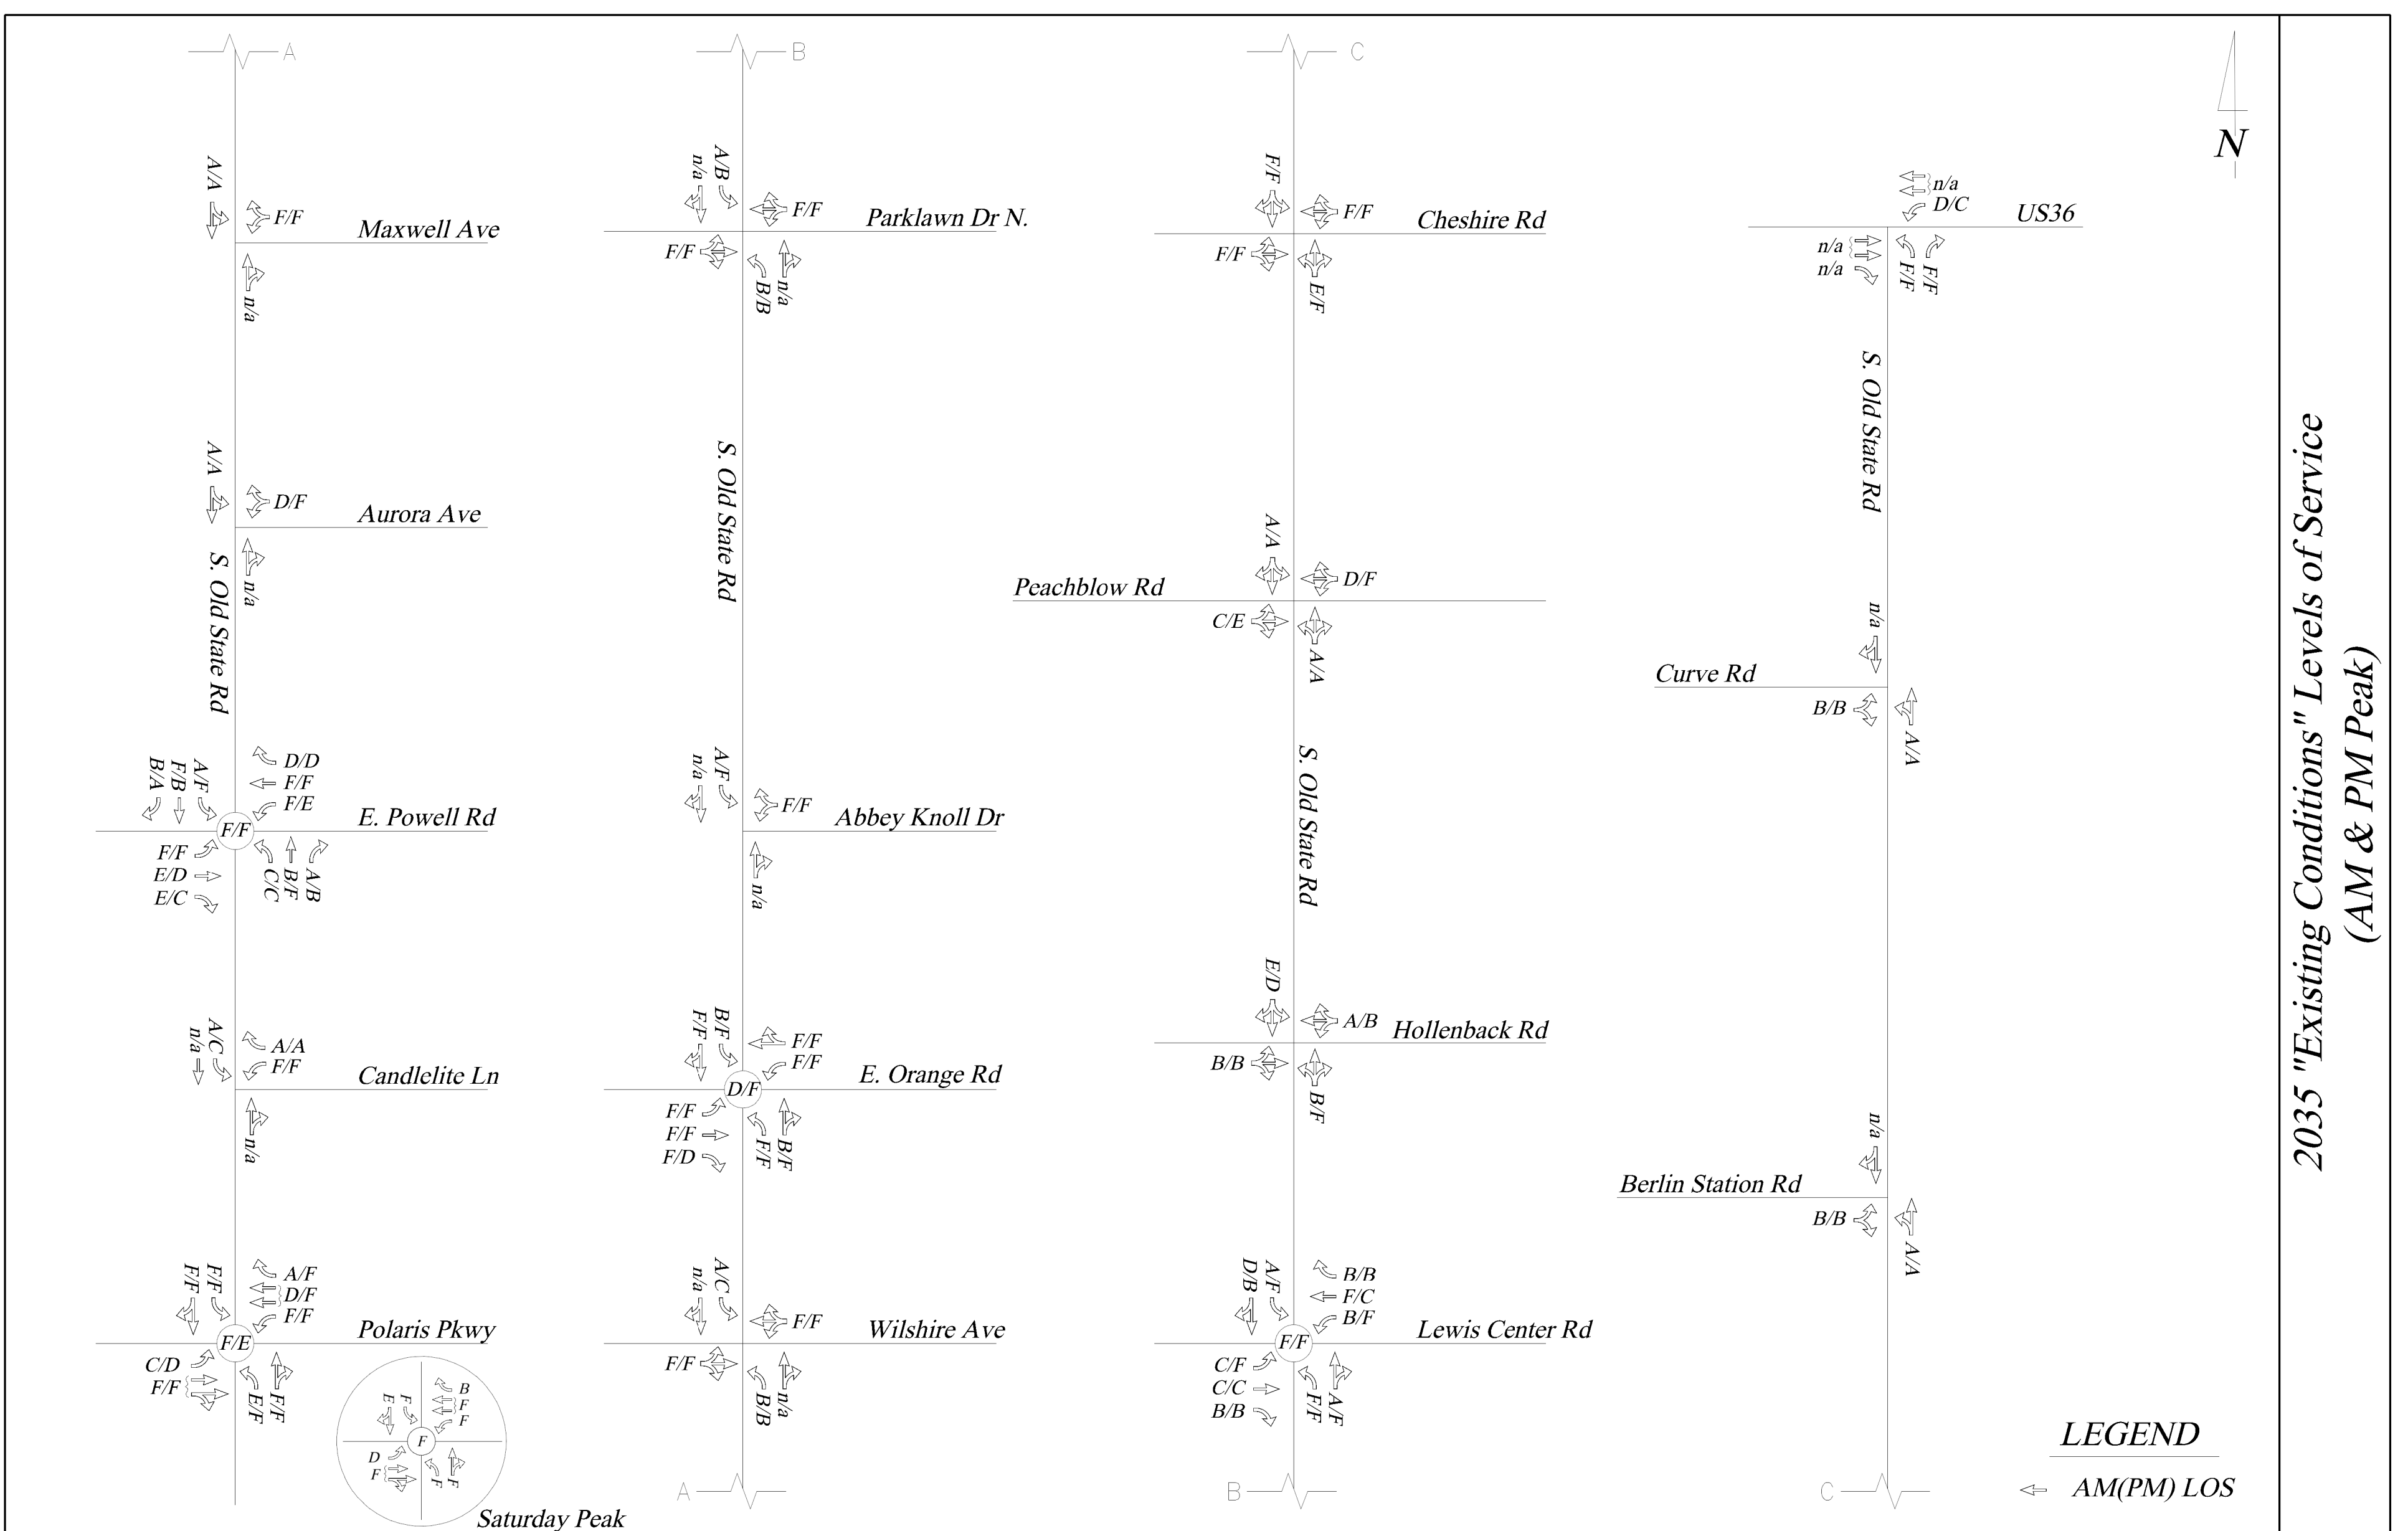 A
A/A
F/F
Maxwell Ave
n/a
A/A
D/F
Aurora Ave
n/a
S. Old State Rd
B/A
F/B
A/F
D/D
F/F
F/E
F/F
E. Powell Rd
F/F
E/D
E/C
C/C
B/F
A/B
n/a
A/C
A/A
F/F
Candlelite Ln
n/a
F/F
F/F
A/F
D/F
F/F
F/E
Polaris Pkwy
C/D
F/F
E/F
F/F
E
F
B
F
F
F
D
F
F
F
Saturday Peak
B
n/a
A/B
F/F
Parklawn Dr N.
F/F
B/B
n/a
S. Old State Rd
n/a
A/F
F/F
Abbey Knoll Dr
n/a
F/F
B/F
F/F
F/F
D/F
E. Orange Rd
F/F
F/F
F/D
F/F
B/F
n/a
A/C
F/F
Wilshire Ave
F/F
B/B
n/a
A
C
F/F
F/F
Cheshire Rd
F/F
E/F
A/A
D/F
Peachblow Rd
C/E
A/A
S. Old State Rd
E/D
A/B
Hollenback Rd
B/B
B/F
D/B
A/F
B/B
F/C
B/F
F/F
Lewis Center Rd
C/F
C/C
B/B
F/F
A/F
B
n/a
D/C
US36
n/a
n/a
F/F
F/F
S. Old State Rd
n/a
Curve Rd
B/B
A/A
n/a
Berlin Station Rd
B/B
A/A
C
N
LEGEND
AM(PM) LOS
2035 "Existing Conditions" Levels of Service
(AM & PM Peak)